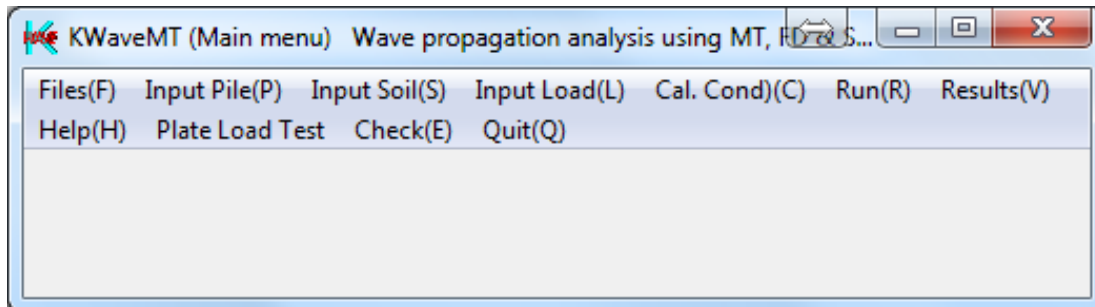 KWaveMT (Main menu) Wave propagation analysis using MT, FD & S...
Files(F) Input Pile(P) Input Soil(S) Input Load(L) Cal. Cond)(C) Run(R) Results(V)
Help(H) Plate Load Test Check(E) Quit(Q)